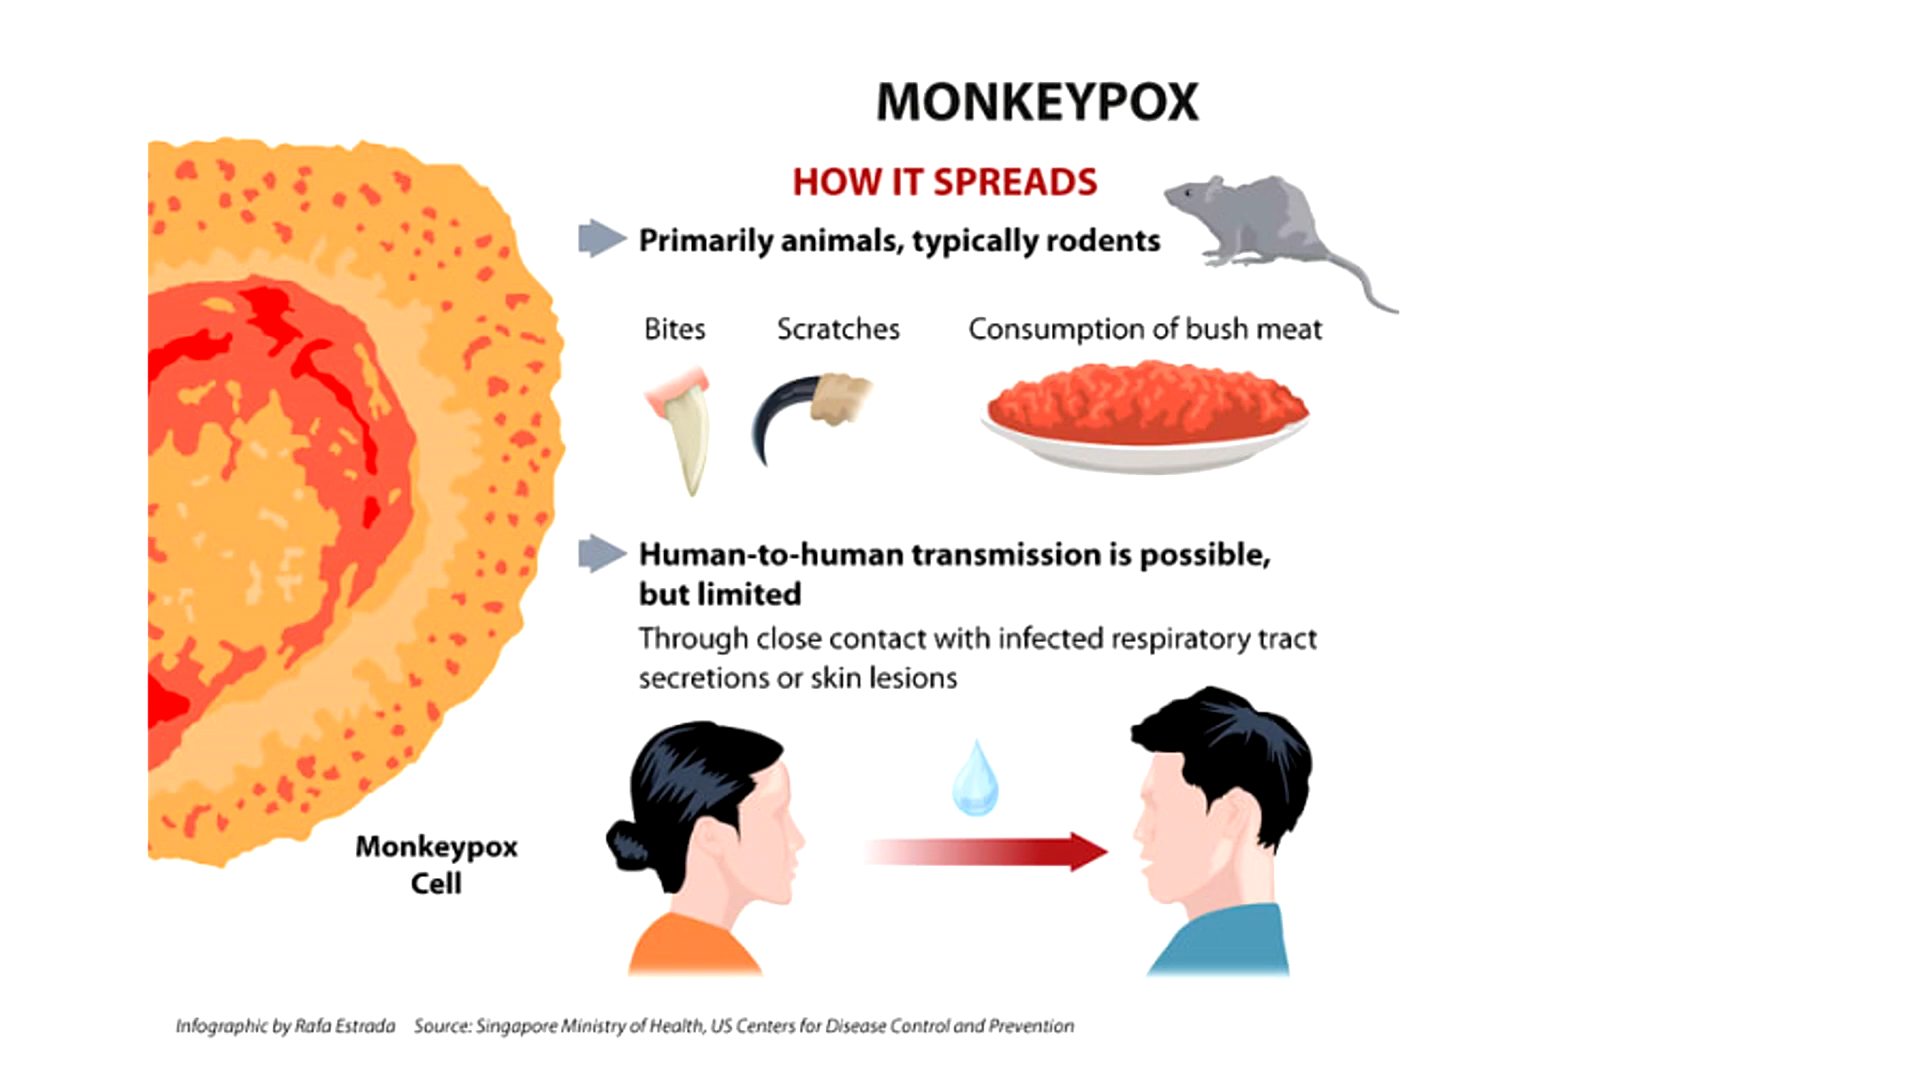 MONKEYPOX
HOW IT SPREADS
Primarily animals, typically rodents
Bites
Scratches
Consumption of bush meat
Human-to-human transmission is possible,
but limited
Through close contact with infected respiratory tract
secretions or skin lesions
Monkeypox
Cell
Infographic by Rafa Estrada Source: Singapore Ministry of Health, US Centers for Disease Control and Prevention